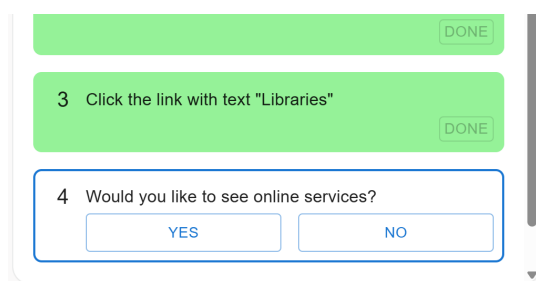 DONE
3 Click the link with text "Libraries"
DONE
4 Would you like to see online services?
YES NO